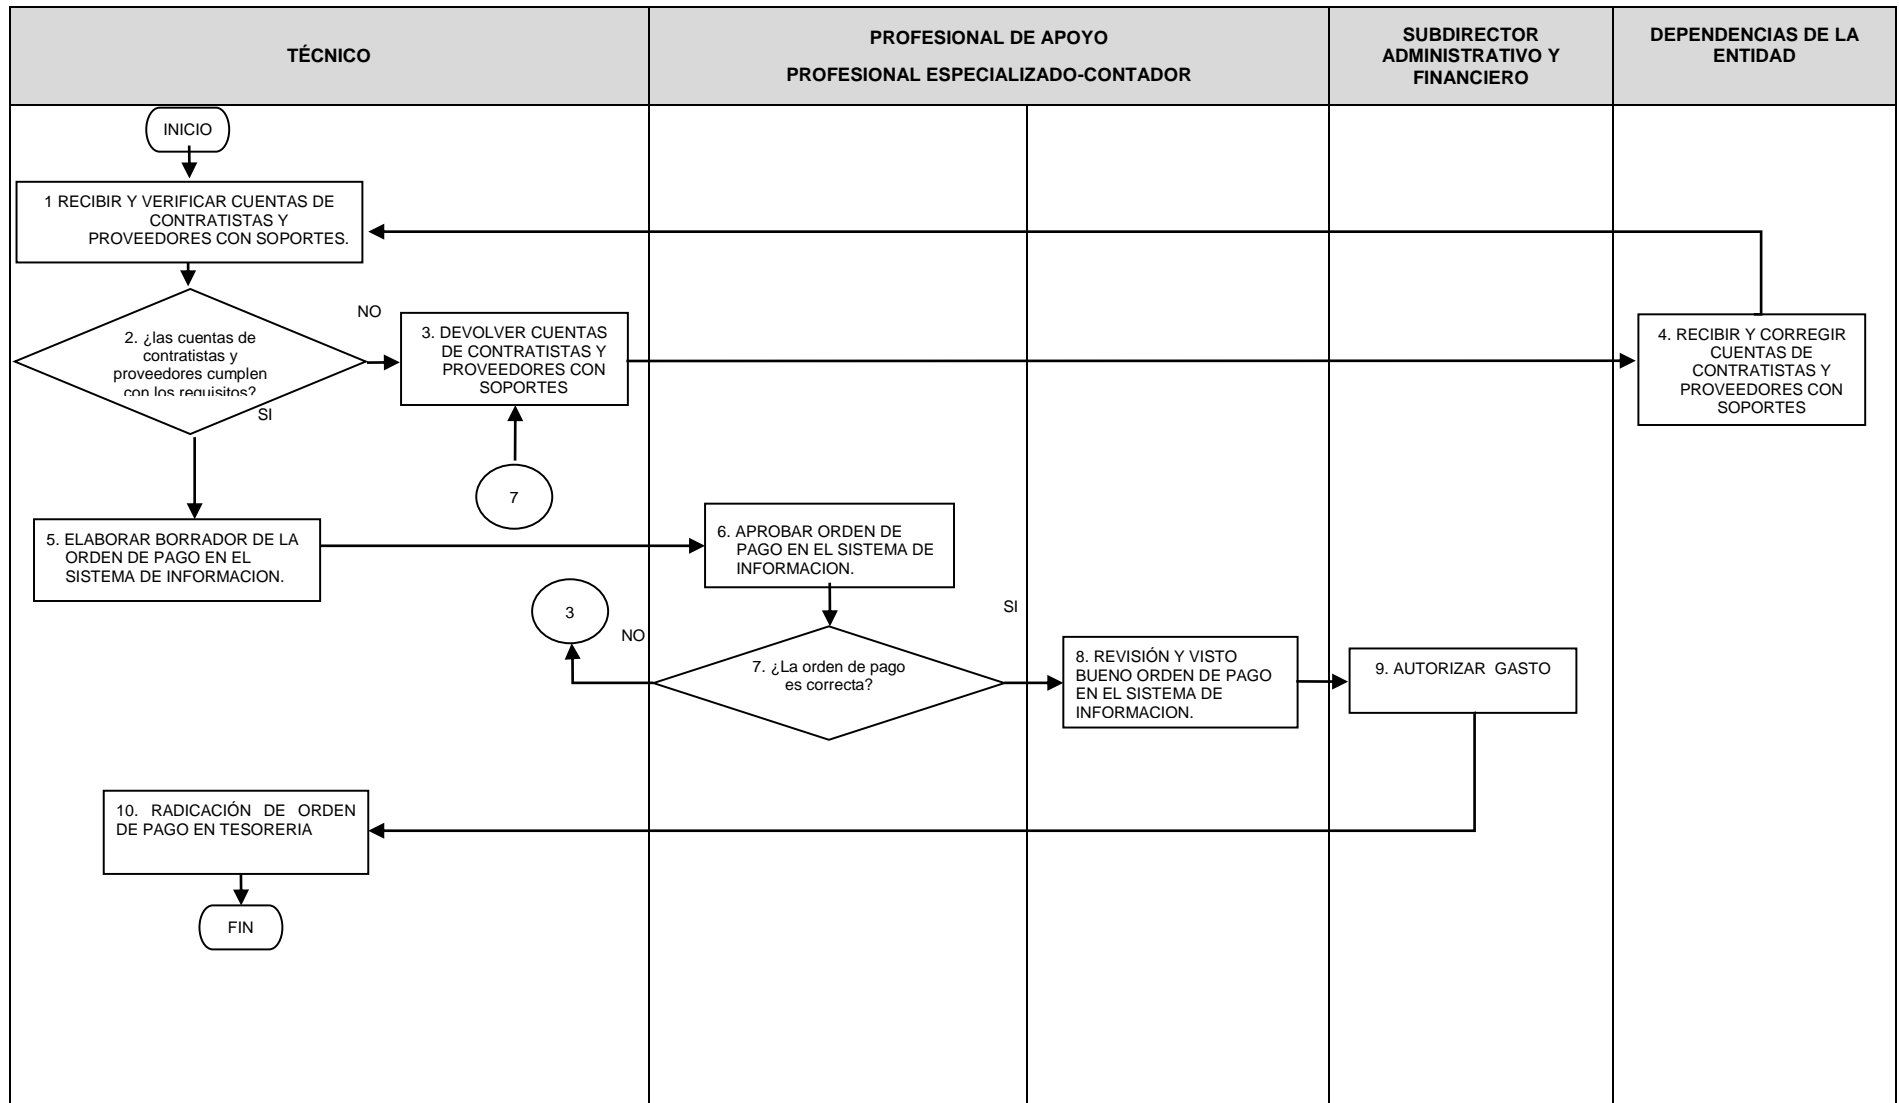 TÉCNICO
PROFESIONAL DE APOYO
PROFESIONAL ESPECIALIZADO-CONTADOR
SUBDIRECTOR
ADMINISTRATIVO Y
FINANCIERO
DEPENDENCIAS DE LA
ENTIDAD
INICIO
1 RECIBIR Y VERIFICAR CUENTAS DE
CONTRATISTAS Y
PROVEEDORES CON SOPORTES.
2. ¿las cuentas de
contratistas y
proveedores cumplen
con los requisitos?
NO
SI
3. DEVOLVER CUENTAS
DE CONTRATISTAS Y
PROVEEDORES CON
SOPORTES
4. RECIBIR Y CORREGIR
CUENTAS DE
CONTRATISTAS Y
PROVEEDORES CON
SOPORTES
7
5. ELABORAR BORRADOR DE LA
ORDEN DE PAGO EN EL
SISTEMA DE INFORMACION.
6. APROBAR ORDEN DE
PAGO EN EL SISTEMA DE
INFORMACION.
3
NO
SI
7. ¿La orden de pago
es correcta?
8. REVISIÓN Y VISTO
BUENO ORDEN DE PAGO
EN EL SISTEMA DE
INFORMACION.
9. AUTORIZAR GASTO
10. RADICACIÓN DE ORDEN
DE PAGO EN TESORERIA
FIN